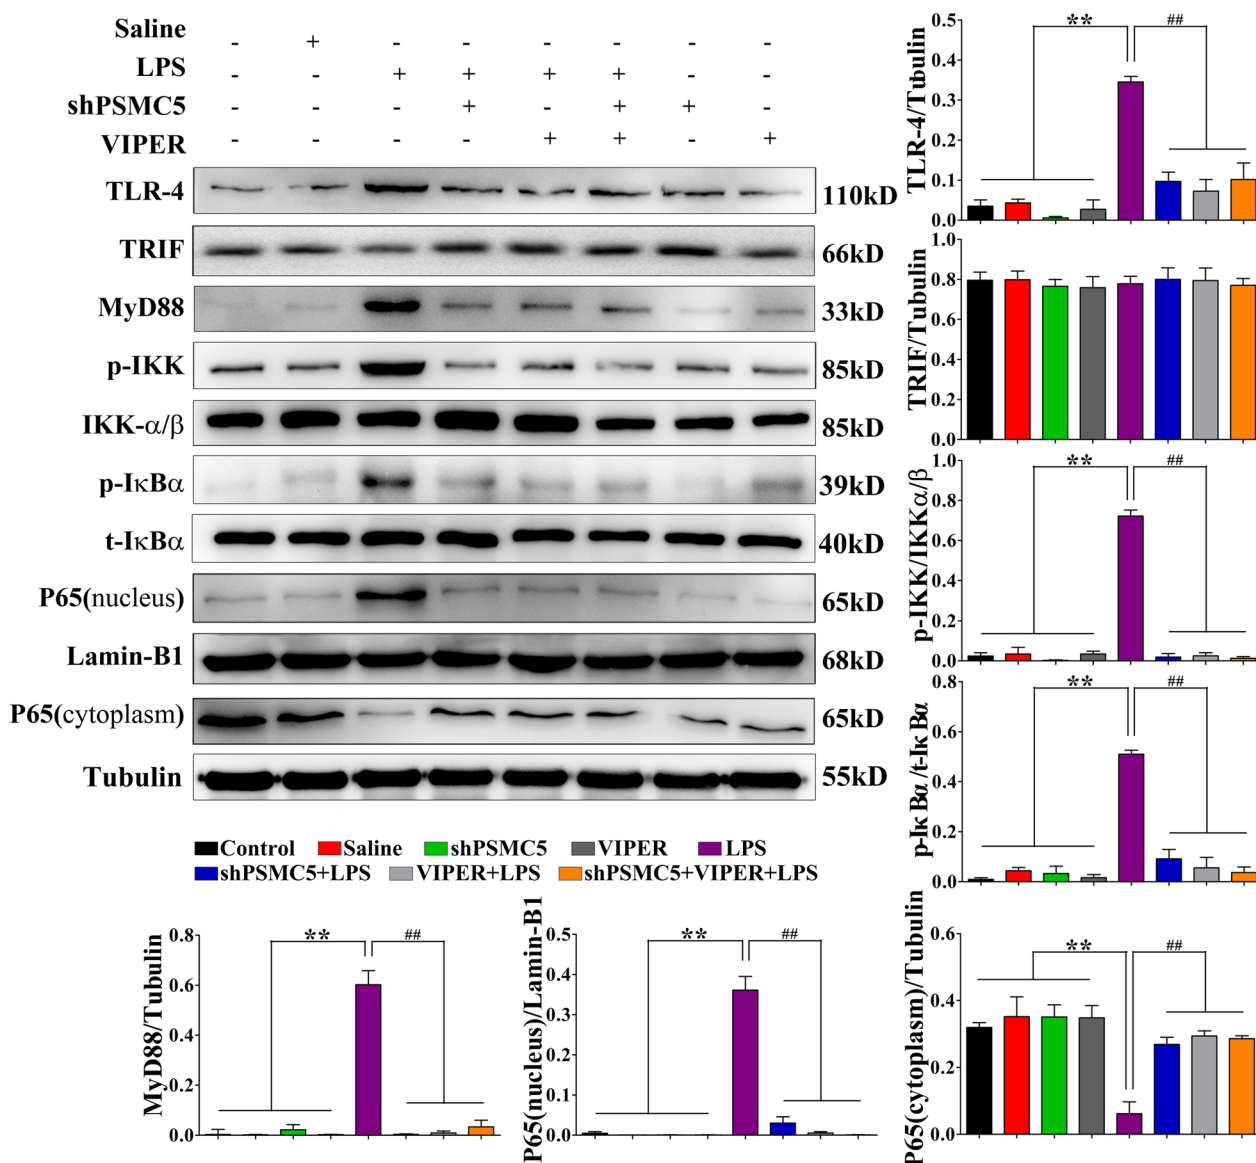 Saline - + - - - - - -
LPS - - + + + + - -
shPSMC5 - - - + - + + -
VIPER - - - - + + - +
TLR-4 110kD
TRIF 66kD
MyD88 33kD
p-IKK 85kD
IKK-α/β 85kD
p-IκBα 39kD
t-IκBα 40kD
P65(nucleus) 65kD
Lamin-B1 68kD
P65(cytoplasm) 65kD
Tubulin 55kD
Control Saline shPSMC5 VIPER LPS
shPSMC5+LPS VIPER+LPS shPSMC5+VIPER+LPS
TLR-4/Tubulin
0.5
0.4
0.3
0.2
0.1
0.0
** ##
TRIF/Tubulin
1.0
0.8
0.6
0.4
0.2
0.0
p-IKK/IKKα/β
1.0
0.8
0.6
0.4
0.2
0.0
** ##
p-IκBα/t-IκBα
0.8
0.6
0.4
0.2
0.0
** ##
MyD88/Tubulin
0.8
0.6
0.4
0.2
0.0
** ##
P65(nucleus)/Lamin-B1
0.5
0.4
0.3
0.2
0.1
0.0
** ##
P65(cytoplasm)/Tubulin
0.6
0.4
0.2
0.0
** ##